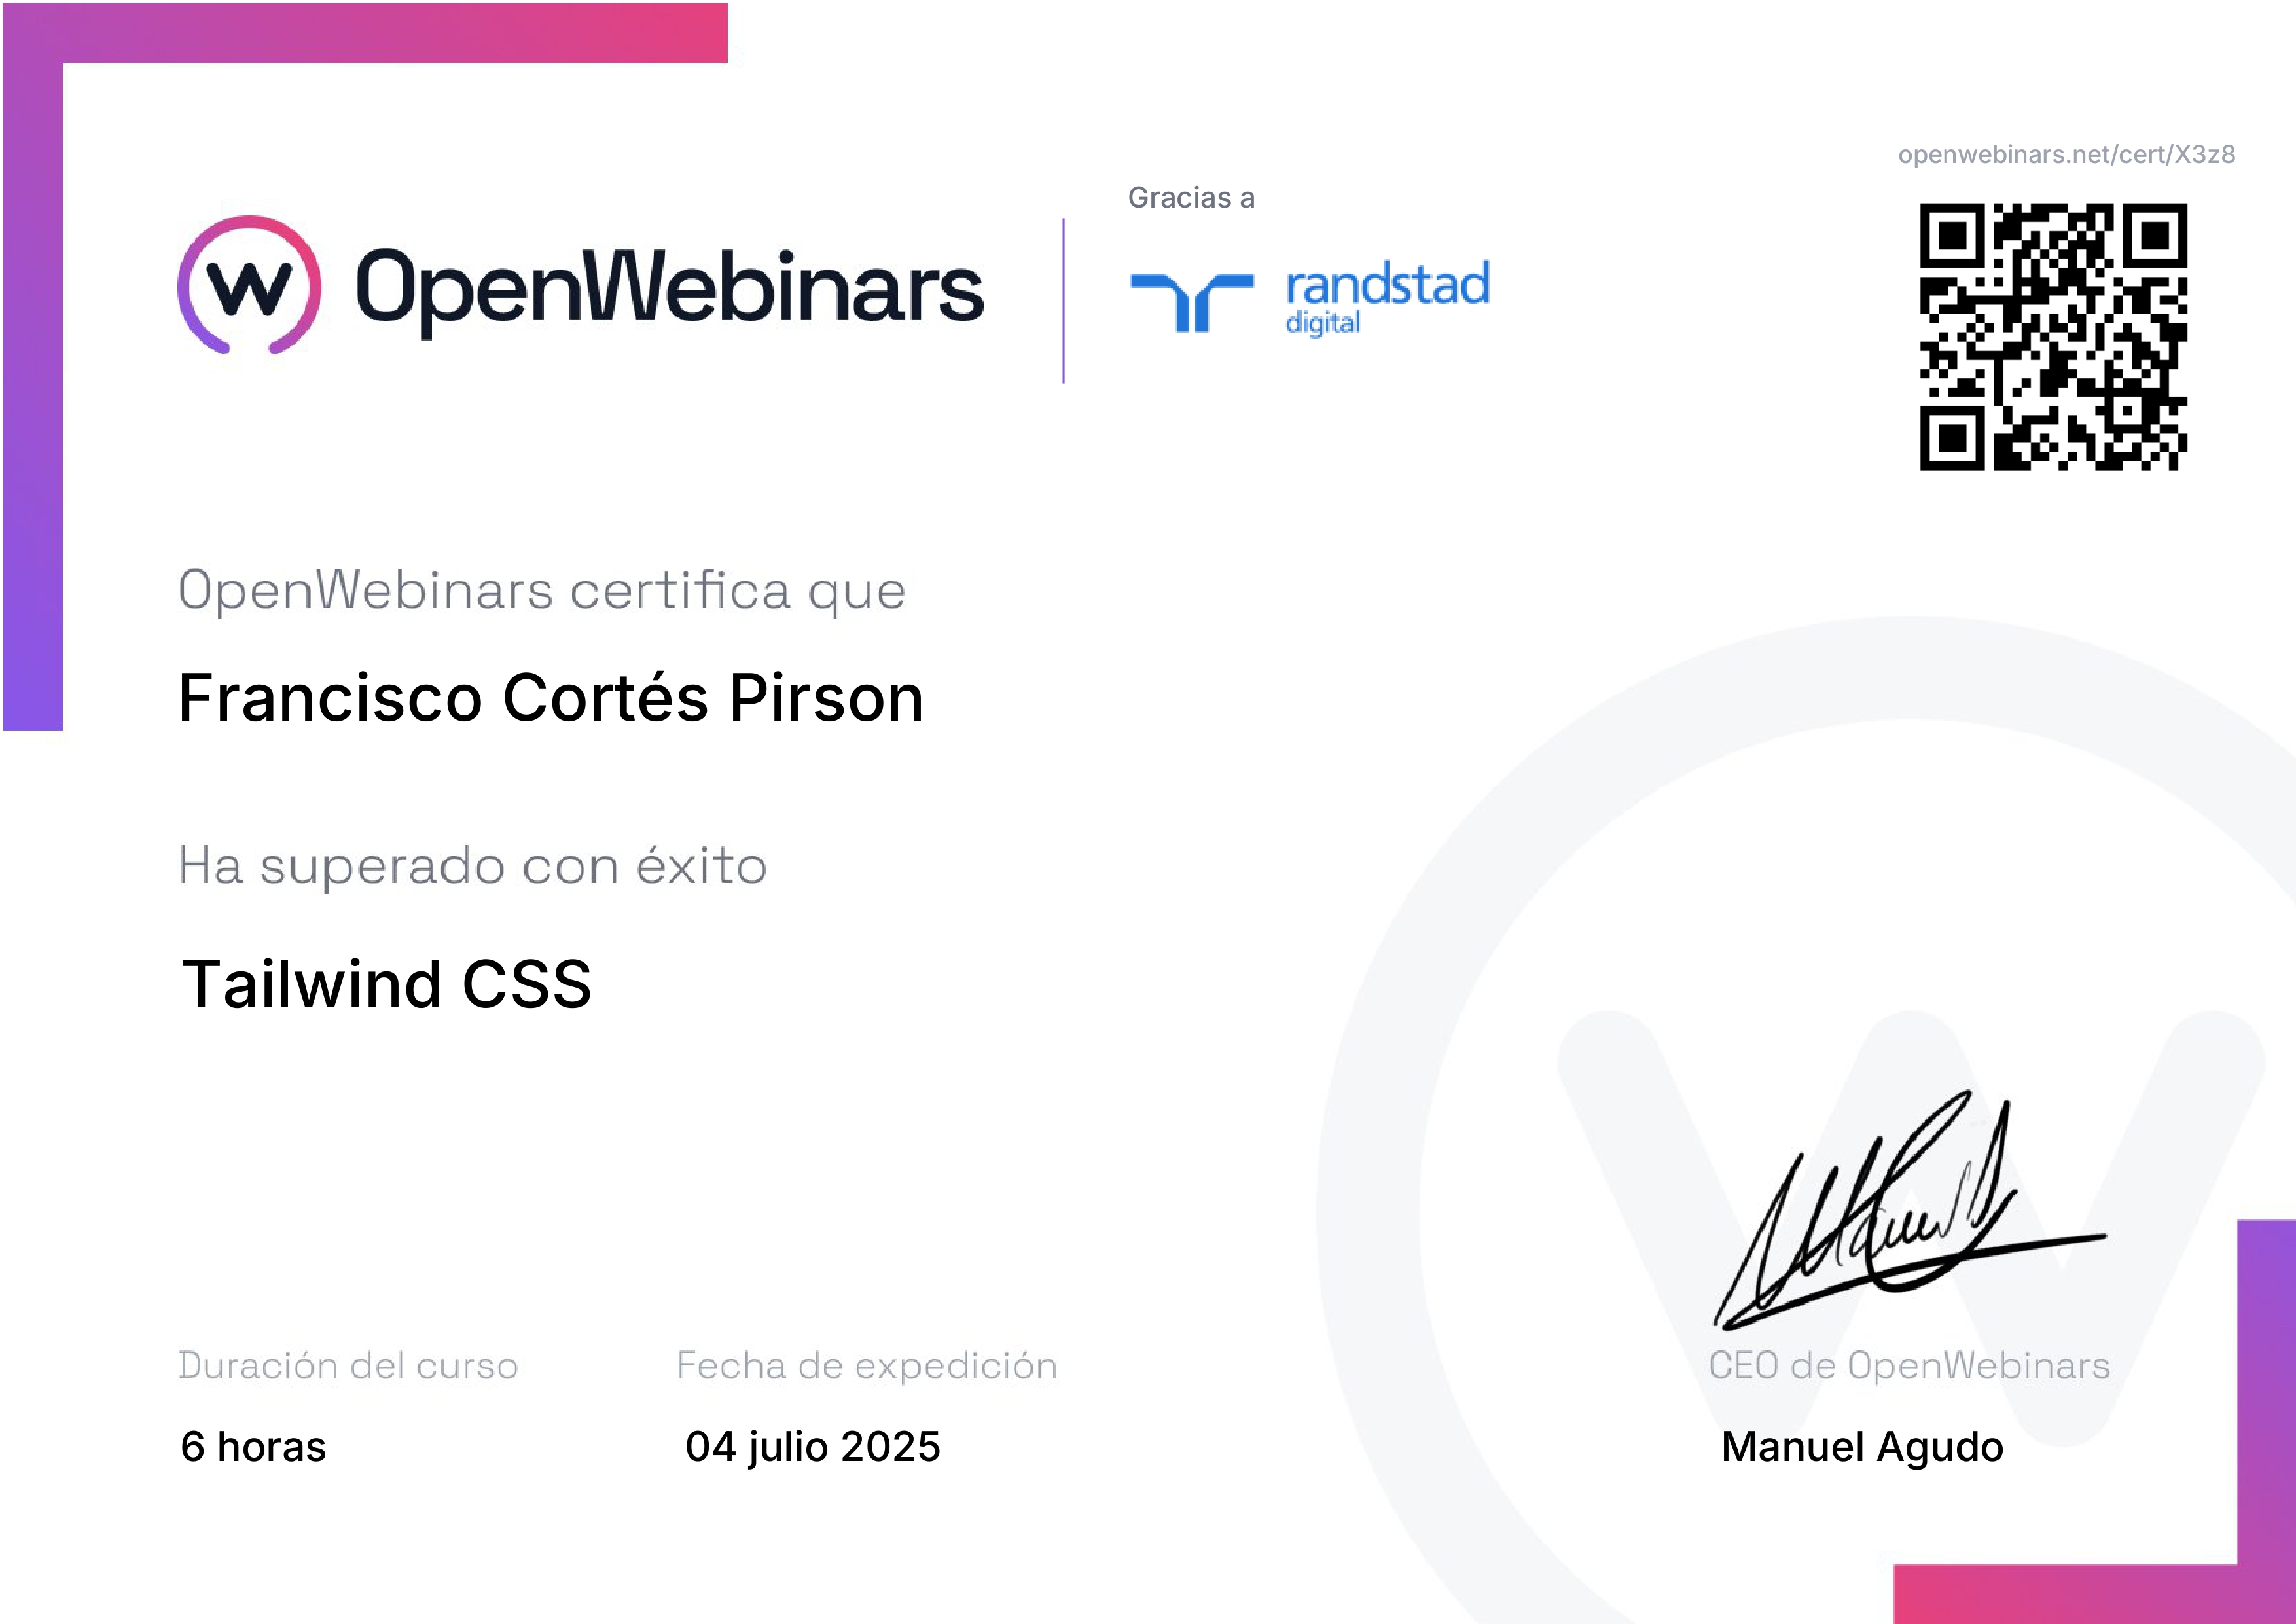 openwebinars.net/cert/X3z8
Gracias a
OpenWebinars
randstad
digital
OpenWebinars certifica que
Francisco Cortés Pirson
Ha superado con éxito
Tailwind CSS
Duración del curso
Fecha de expedición
CEO de OpenWebinars
6 horas
04 julio 2025
Manuel Agudo